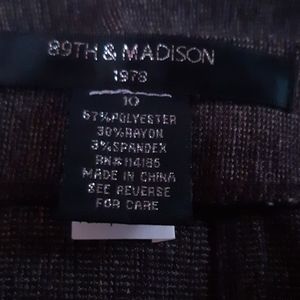 89TH & MADISON
1978
10
67%POLYESTER
30%RAYON
3%SPANDEX
RN# 114185
MADE IN CHINA
SEE REVERSE
FOR CARE